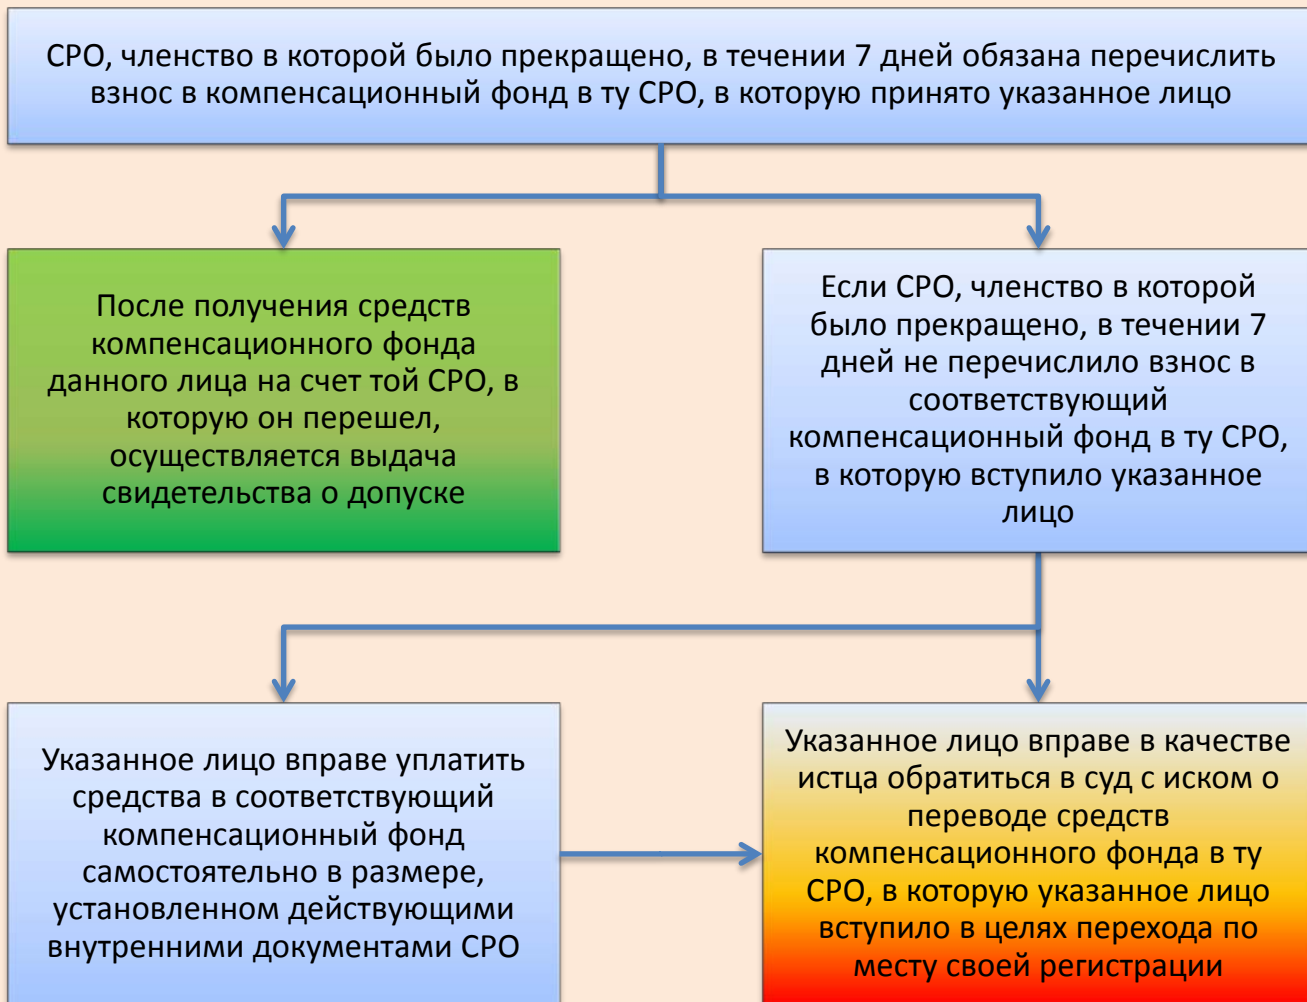 СРО, членство в которой было прекращено, в течении 7 дней обязана перечислить
взнос в компенсационный фонд в ту СРО, в которую принято указанное лицо
После получения средств
компенсационного фонда
данного лица на счет той СРО, в
которую он перешел,
осуществляется выдача
свидетельства о допуске
Если СРО, членство в которой
было прекращено, в течении 7
дней не перечислило взнос в
соответствующий
компенсационный фонд в ту СРО,
в которую вступило указанное
лицо
Указанное лицо вправе уплатить
средства в соответствующий
компенсационный фонд
самостоятельно в размере,
установленном действующими
внутренними документами СРО
Указанное лицо вправе в качестве
истца обратиться в суд с иском о
переводе средств
компенсационного фонда в ту
СРО, в которую указанное лицо
вступило в целях перехода по
месту своей регистрации